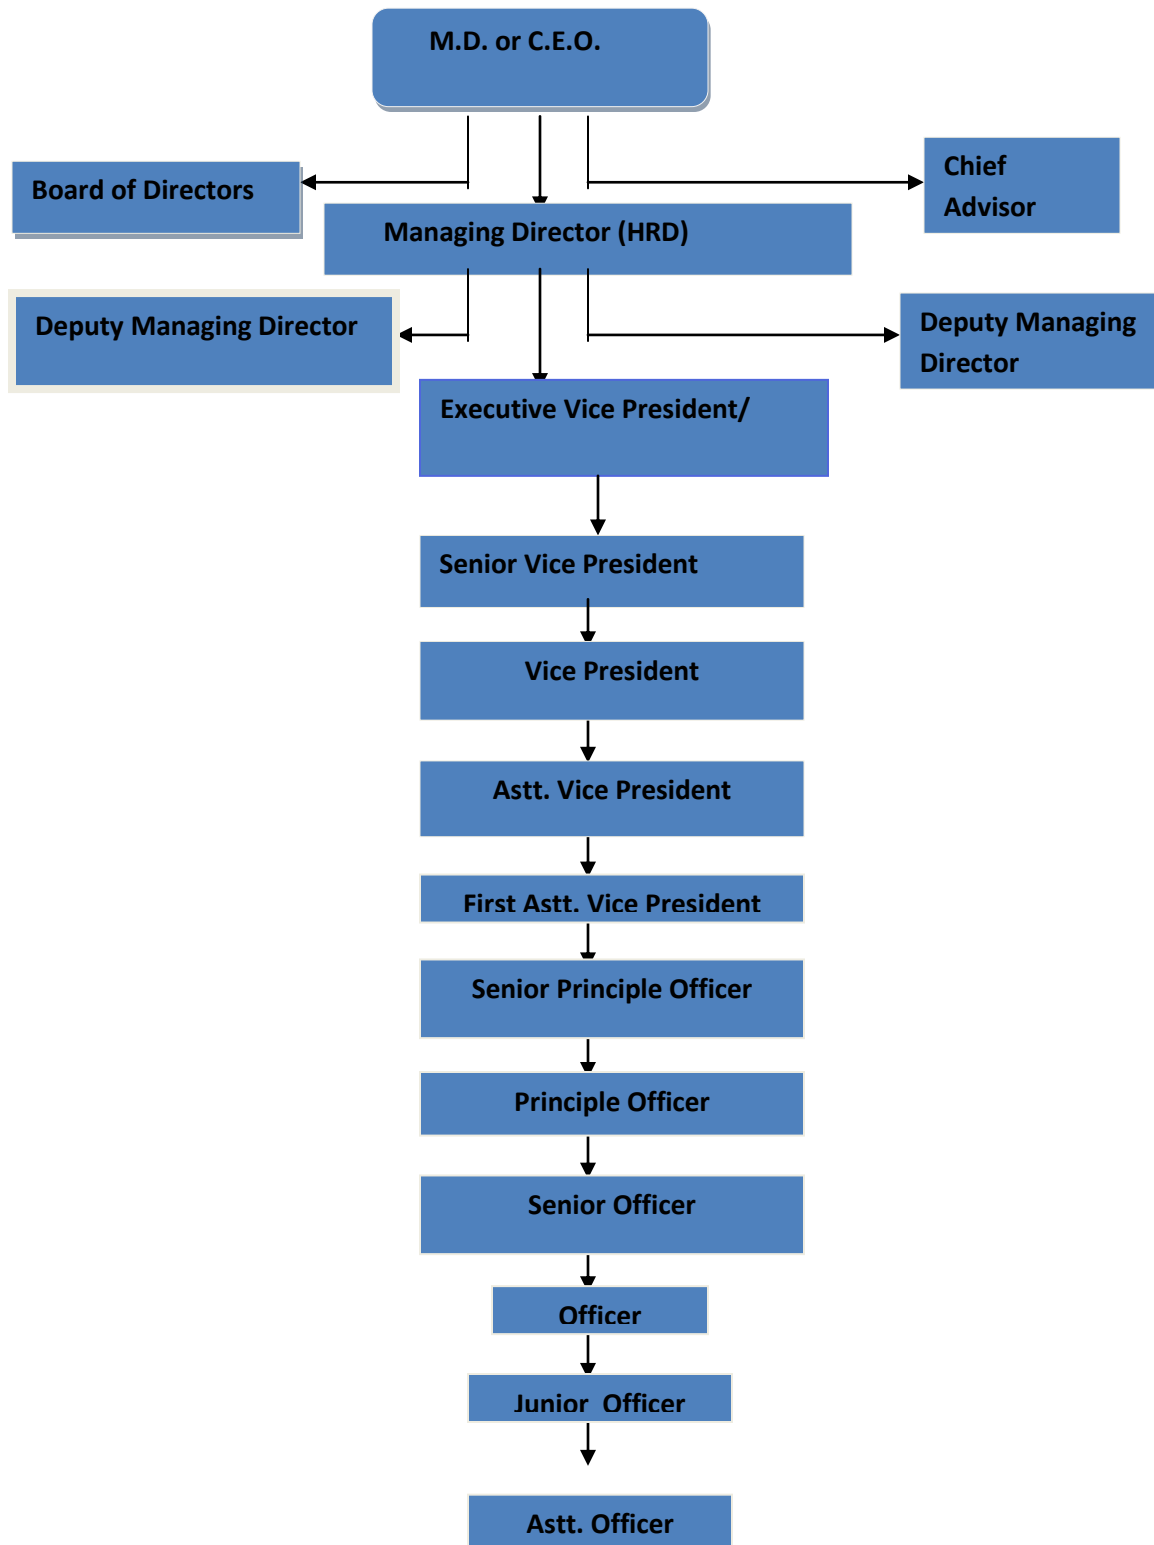 M.D. or C.E.O.
Board of Directors
Chief
Advisor
Managing Director (HRD)
Deputy Managing Director
Deputy Managing
Director
Executive Vice President/
Senior Vice President
Vice President
Astt. Vice President
First Astt. Vice President
Senior Principle Officer
Principle Officer
Senior Officer
Officer
Junior  Officer
Astt. Officer